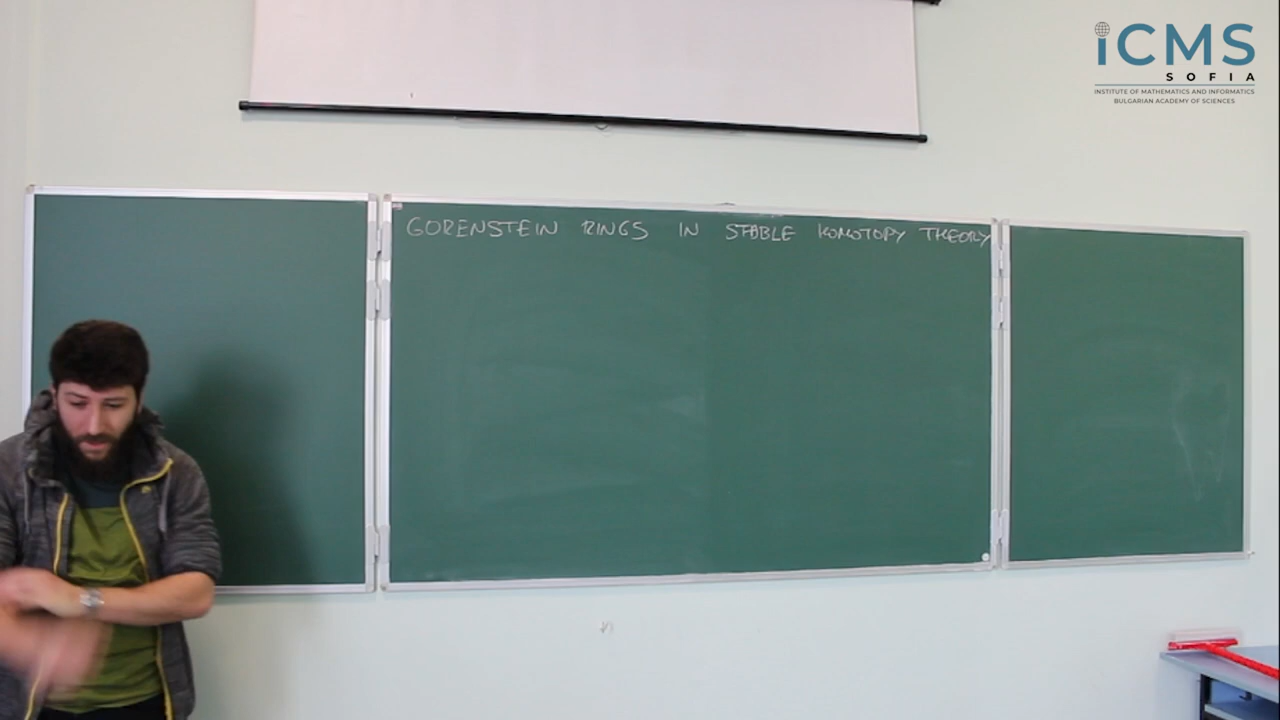 iCMS
SOFIA
INSTITUTE OF MATHEMATICS AND INFORMATICS
BULGARIAN ACADEMY OF SCIENCES
GORENSTEIN RINGS IN STABLE HOMOTOPY THEORY